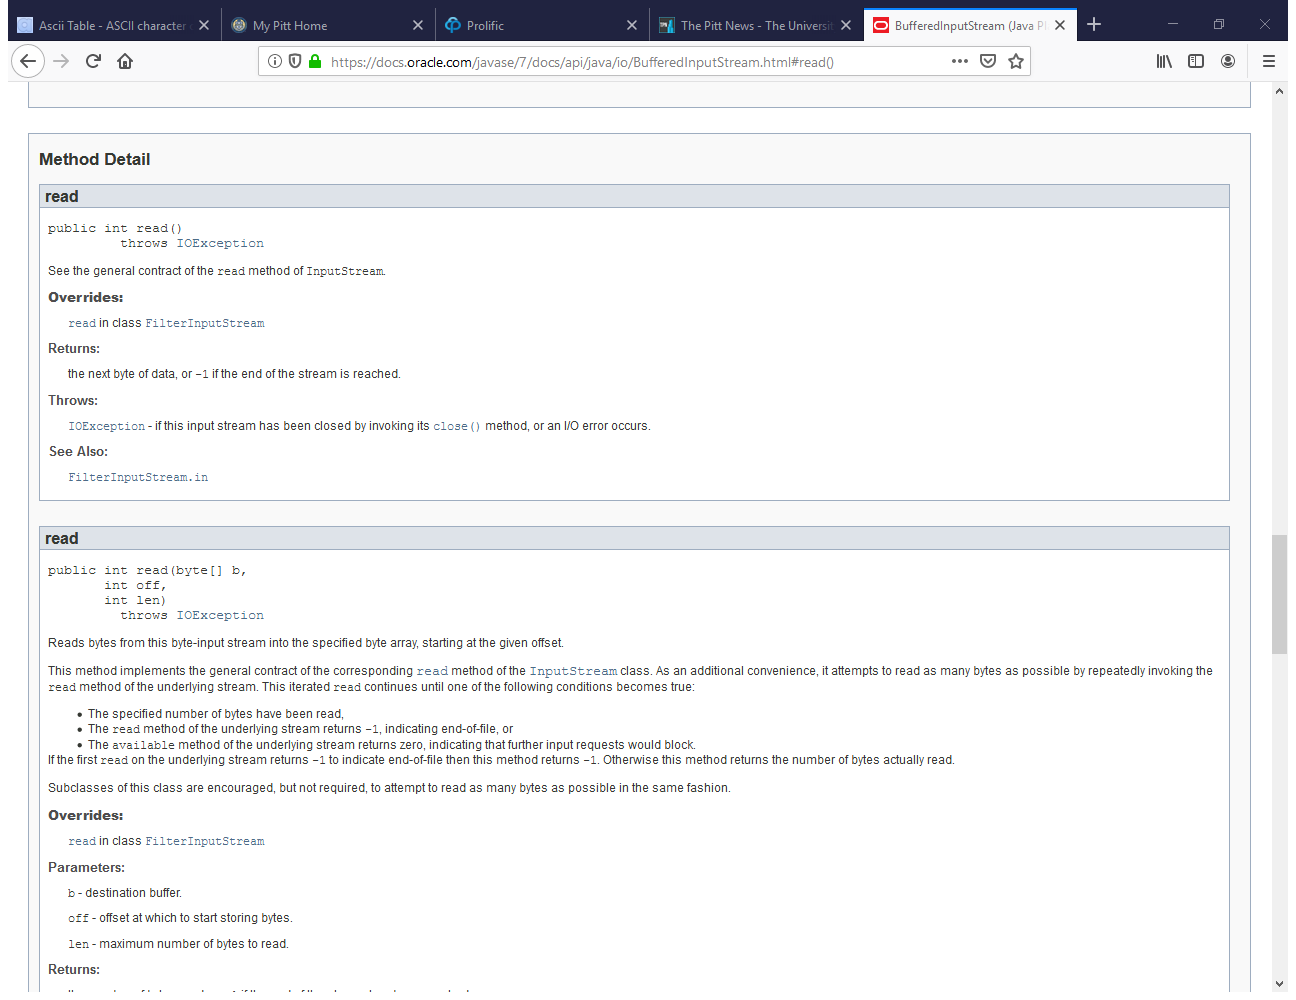 Ascii Table - ASCII character
My Pitt Home
Prolific
The Pitt News - The Universit
BufferedInputStream (Java Pl
https://docs.oracle.com/javase/7/docs/api/java/io/BufferedInputStream.html#read()
Method Detail
read
public int read()
throws IOException
See the general contract of the read method of InputStream.
Overrides:
read in class FilterInputStream
Returns:
the next byte of data, or -1 if the end of the stream is reached.
Throws:
IOException - if this input stream has been closed by invoking its close() method, or an I/O error occurs.
See Also:
FilterInputStream.in
read
public int read(byte[] b,
int off,
int len)
throws IOException
Reads bytes from this byte-input stream into the specified byte array, starting at the given offset.
This method implements the general contract of the corresponding read method of the InputStream class. As an additional convenience, it attempts to read as many bytes as possible by repeatedly invoking the
read method of the underlying stream. This iterated read continues until one of the following conditions becomes true:
• The specified number of bytes have been read,
• The read method of the underlying stream returns -1, indicating end-of-file, or
• The available method of the underlying stream returns zero, indicating that further input requests would block.
If the first read on the underlying stream returns -1 to indicate end-of-file then this method returns -1. Otherwise this method returns the number of bytes actually read.
Subclasses of this class are encouraged, but not required, to attempt to read as many bytes as possible in the same fashion.
Overrides:
read in class FilterInputStream
Parameters:
b - destination buffer.
off - offset at which to start storing bytes.
len - maximum number of bytes to read.
Returns: